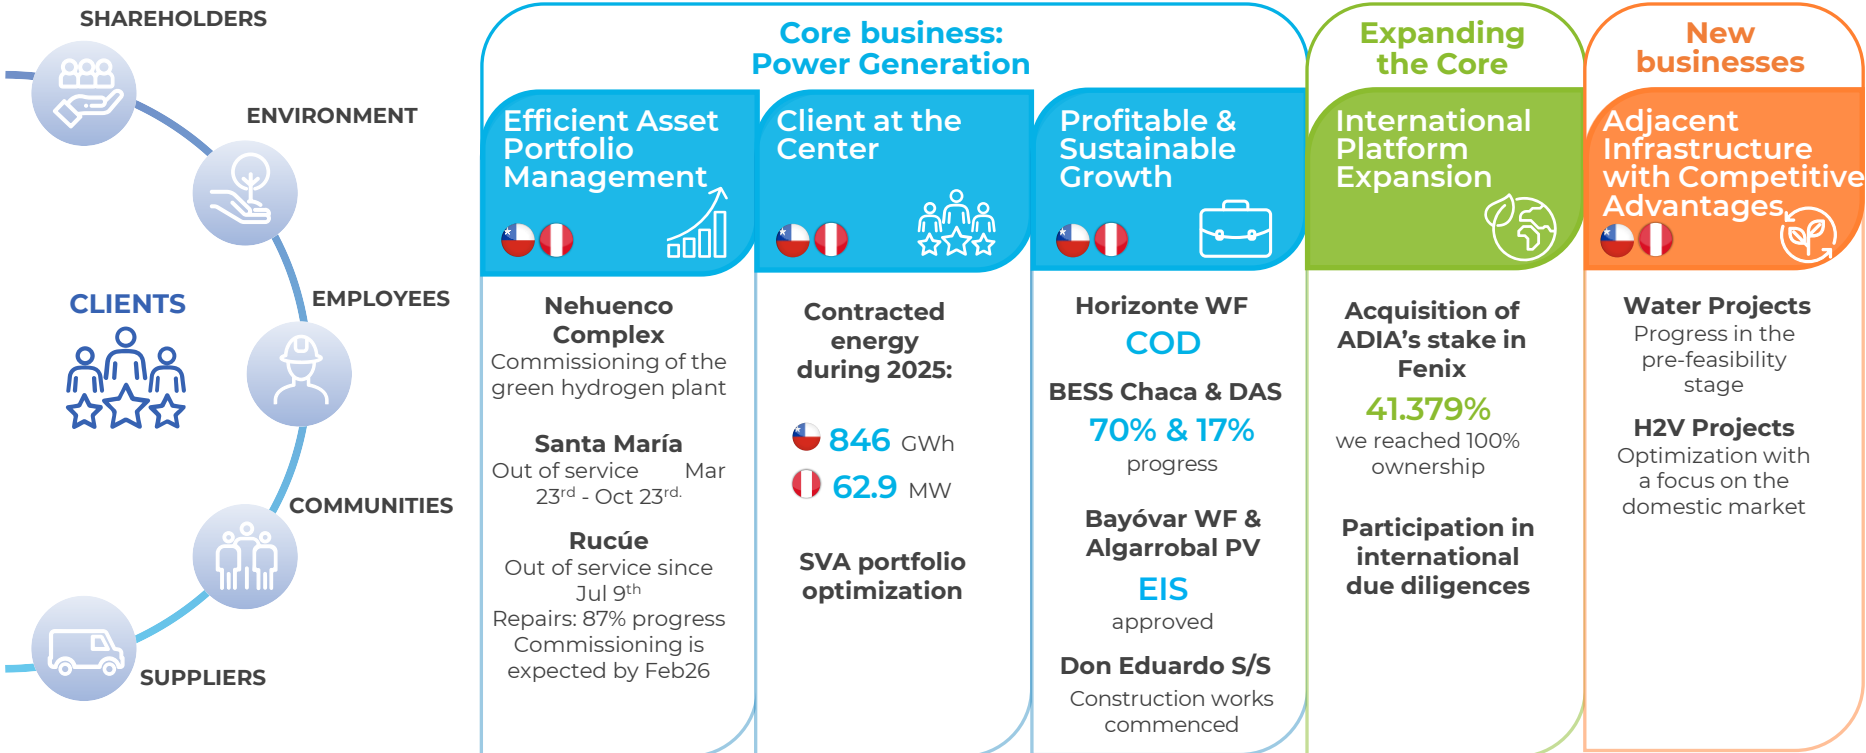 SHAREHOLDERS
ENVIRONMENT
EMPLOYEES
CLIENTS
COMMUNITIES
SUPPLIERS
Core business:
Power Generation
Efficient Asset
Portfolio
Management
Nehuenco
Complex
Commissioning of the
green hydrogen plant
Santa María
Out of service Mar
23rd - Oct 23rd.
Rucúe
Out of service since
Jul 9th
Repairs: 87% progress
Commissioning is
expected by Feb26
Client at the
Center
Contracted
energy
during 2025:
846 GWh
62.9 MW
SVA portfolio
optimization
Profitable &
Sustainable
Growth
Horizonte WF
COD
BESS Chaca & DAS
70% & 17%
progress
Bayóvar WF &
Algarrobal PV
EIS
approved
Don Eduardo S/S
Construction works
commenced
Expanding
the Core
International
Platform
Expansion
Acquisition of
ADIA’s stake in
Fenix
41.379%
we reached 100%
ownership
Participation in
international
due diligences
New
businesses
Adjacent
Infrastructure
with Competitive
Advantages
Water Projects
Progress in the
pre-feasibility
stage
H2V Projects
Optimization with
a focus on the
domestic market